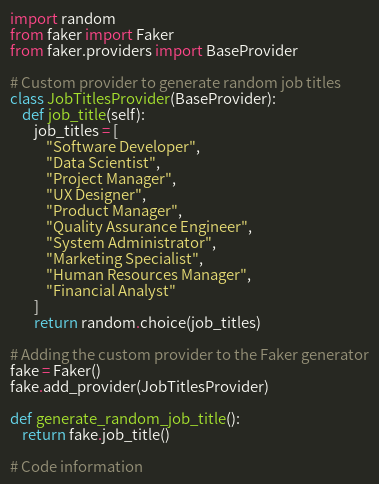 import random
from faker import Faker
from faker.providers import BaseProvider

# Custom provider to generate random job titles
class JobTitlesProvider(BaseProvider):
    def job_title(self):
        job_titles = [
            "Software Developer",
            "Data Scientist",
            "Project Manager",
            "UX Designer",
            "Product Manager",
            "Quality Assurance Engineer",
            "System Administrator",
            "Marketing Specialist",
            "Human Resources Manager",
            "Financial Analyst"
        ]
        return random.choice(job_titles)

# Adding the custom provider to the Faker generator
fake = Faker()
fake.add_provider(JobTitlesProvider)

def generate_random_job_title():
    return fake.job_title()

# Code information